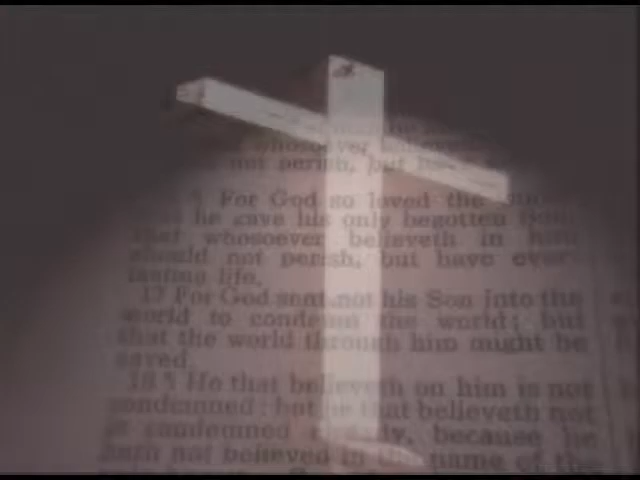 whosoever
not perish, but have
For God so loved the
he gave his only begotten Son,
that whosoever believeth in him
should not perish, but have ever-
lasting life.
17 For God sent not his Son into the
world to condemn the world; but
that the world through him might be
saved.
18 ¶ He that believeth on him is not
condemned: but he that believeth not
is condemned already, because he
hath not believed in the name of the